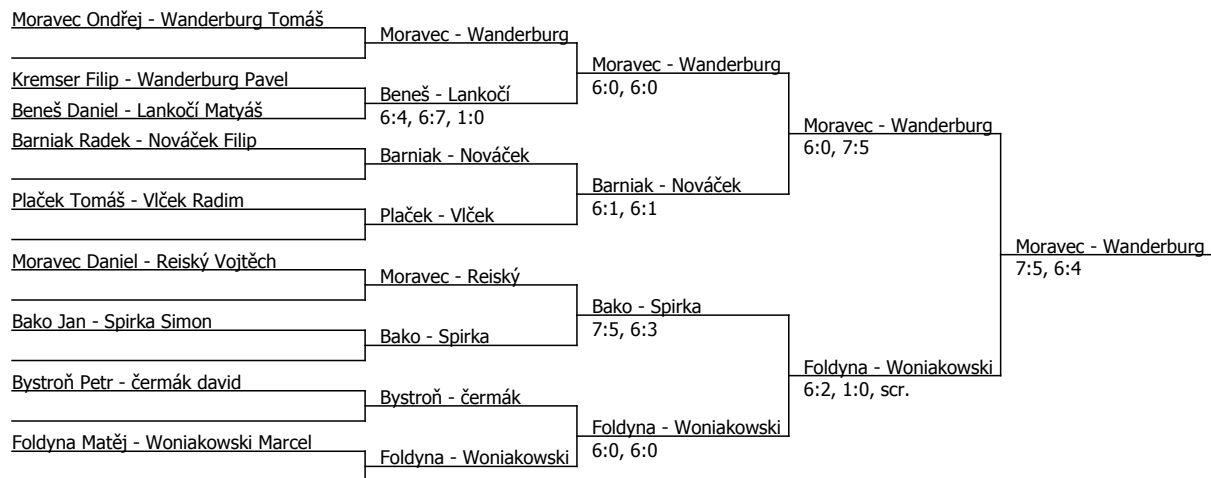 Moravec Ondřej - Wanderburg Tomáš
Kremser Filip - Wanderburg Pavel
Beneš Daniel - Lankočí Matyáš
Barniak Radek - Nováček Filip
Plaček Tomáš - Vlček Radim
Moravec Daniel - Reiský Vojtěch
Bako Jan - Spirka Simon
Bystroň Petr - čermák david
Foldyna Matěj - Woniakowski Marcel
Moravec - Wanderburg
Beneš - Lankočí
6:4, 6:7, 1:0
Barniak - Nováček
Plaček - Vlček
Moravec - Reiský
Bako - Spirka
Bystroň - čermák
Foldyna - Woniakowski
Moravec - Wanderburg
6:0, 6:0
Barniak - Nováček
6:1, 6:1
Bako - Spirka
7:5, 6:3
Foldyna - Woniakowski
6:0, 6:0
Moravec - Wanderburg
6:0, 7:5
Foldyna - Woniakowski
6:2, 1:0, scr.
Moravec - Wanderburg
7:5, 6:4